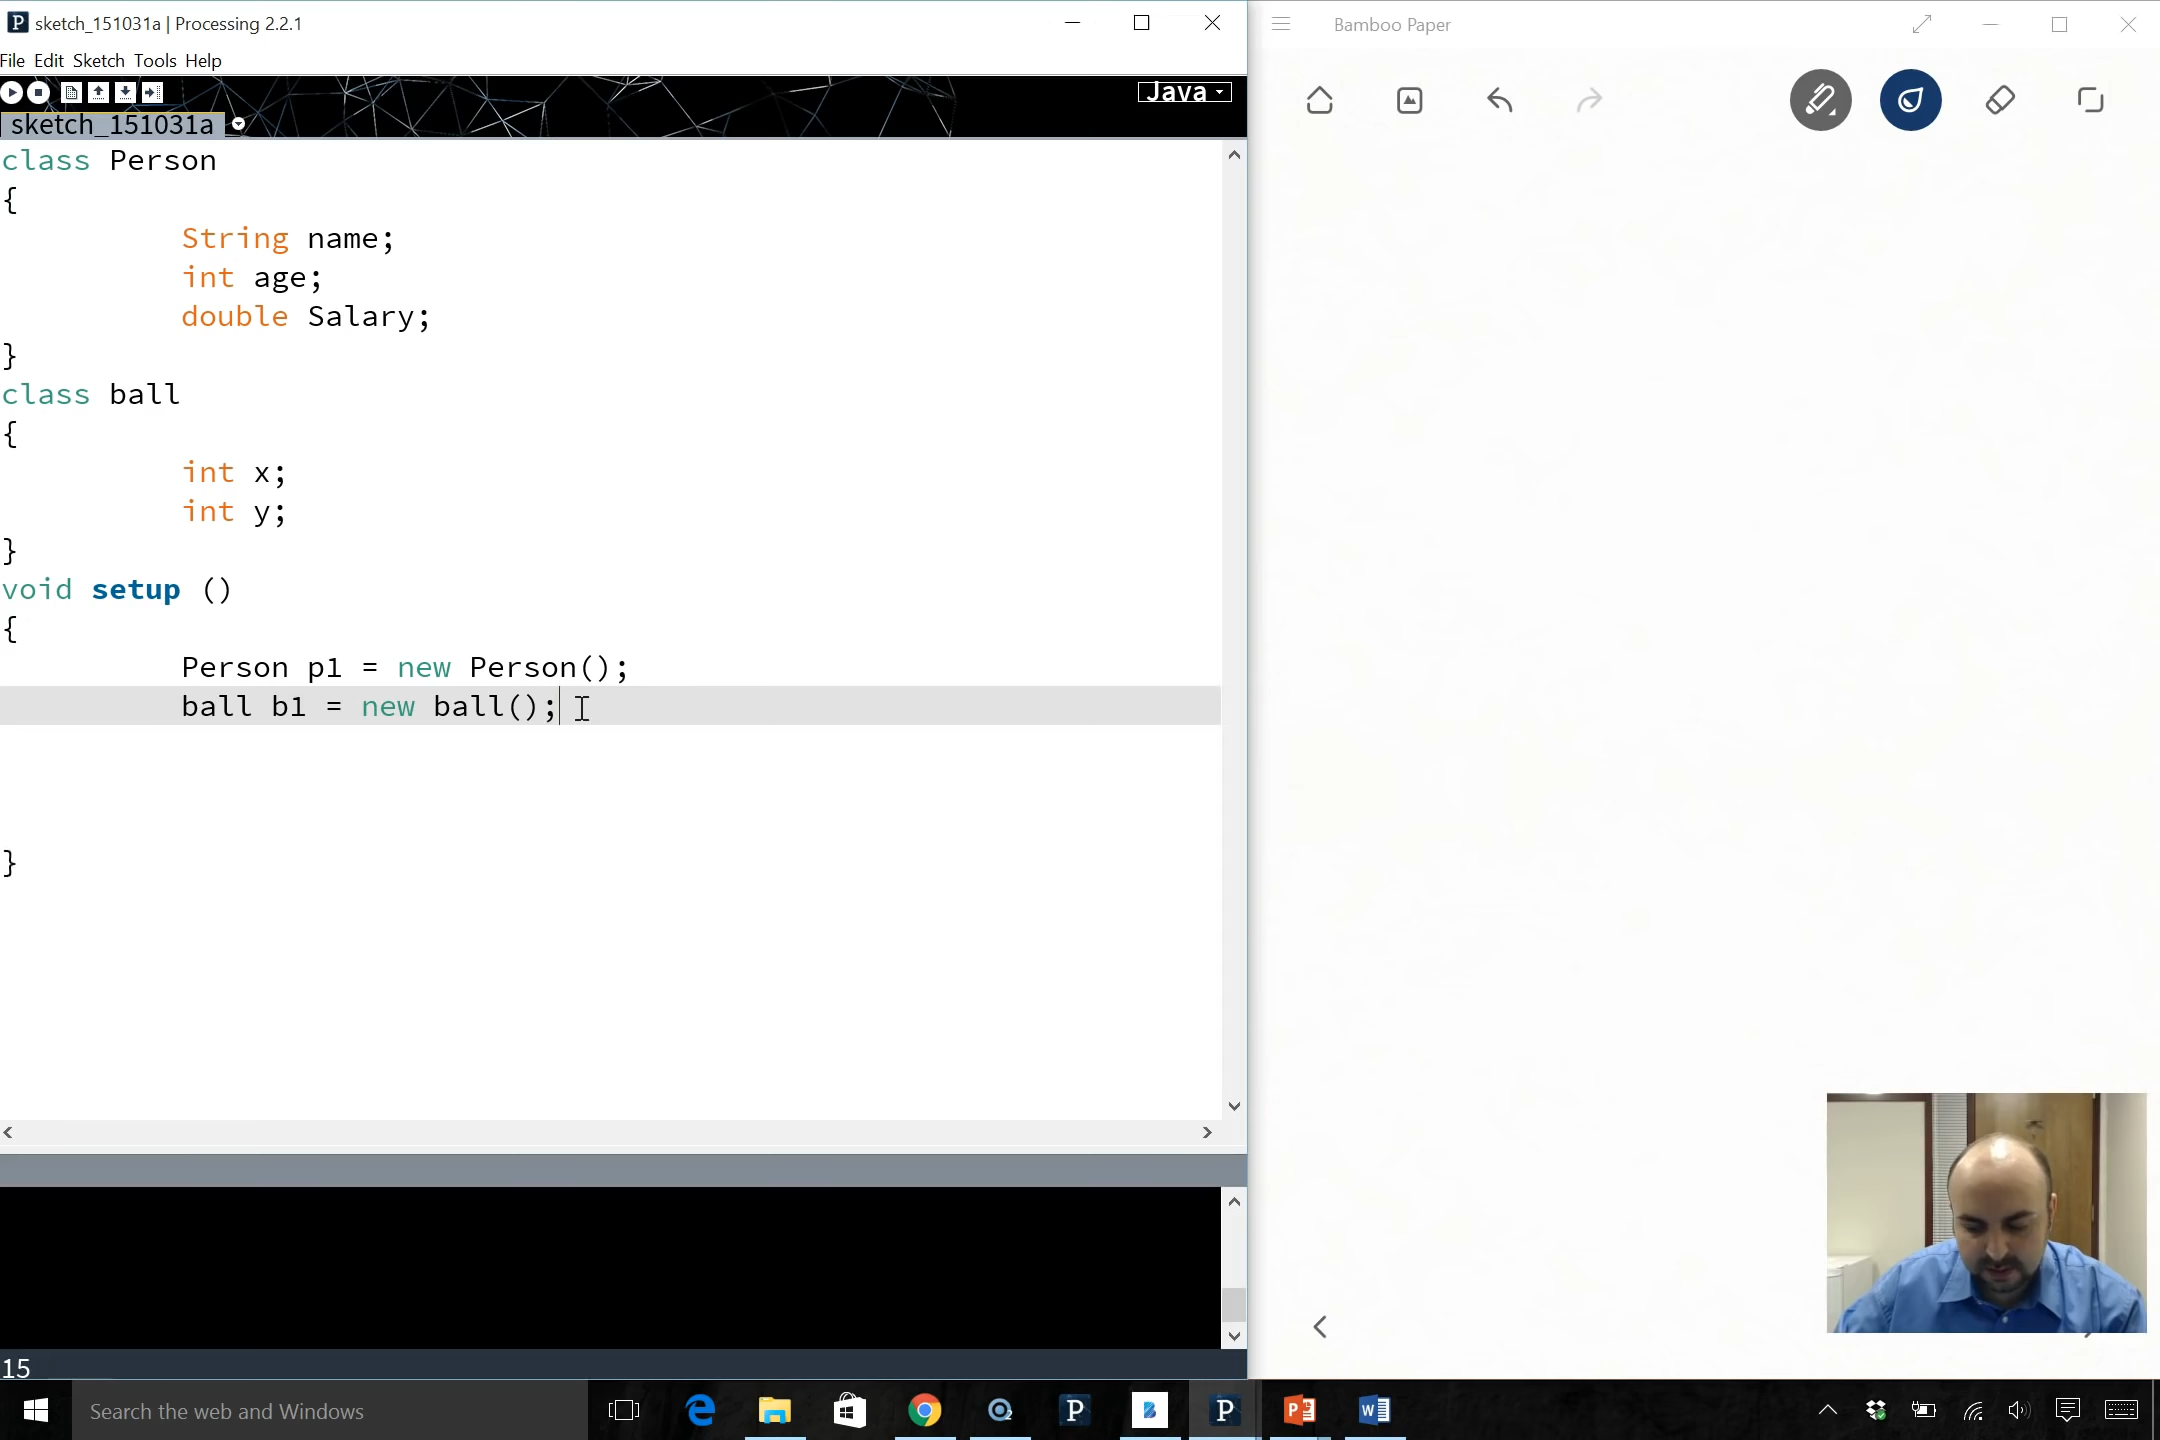 sketch_151031a | Processing 2.2.1
File Edit Sketch Tools Help
Java
sketch_151031a
class Person
{
String name;
int age;
double Salary;
}
class ball
{
int x;
int y;
}
void setup ()
{
Person p1 = new Person();
ball b1 = new ball();
}
15
Bamboo Paper
Search the web and Windows